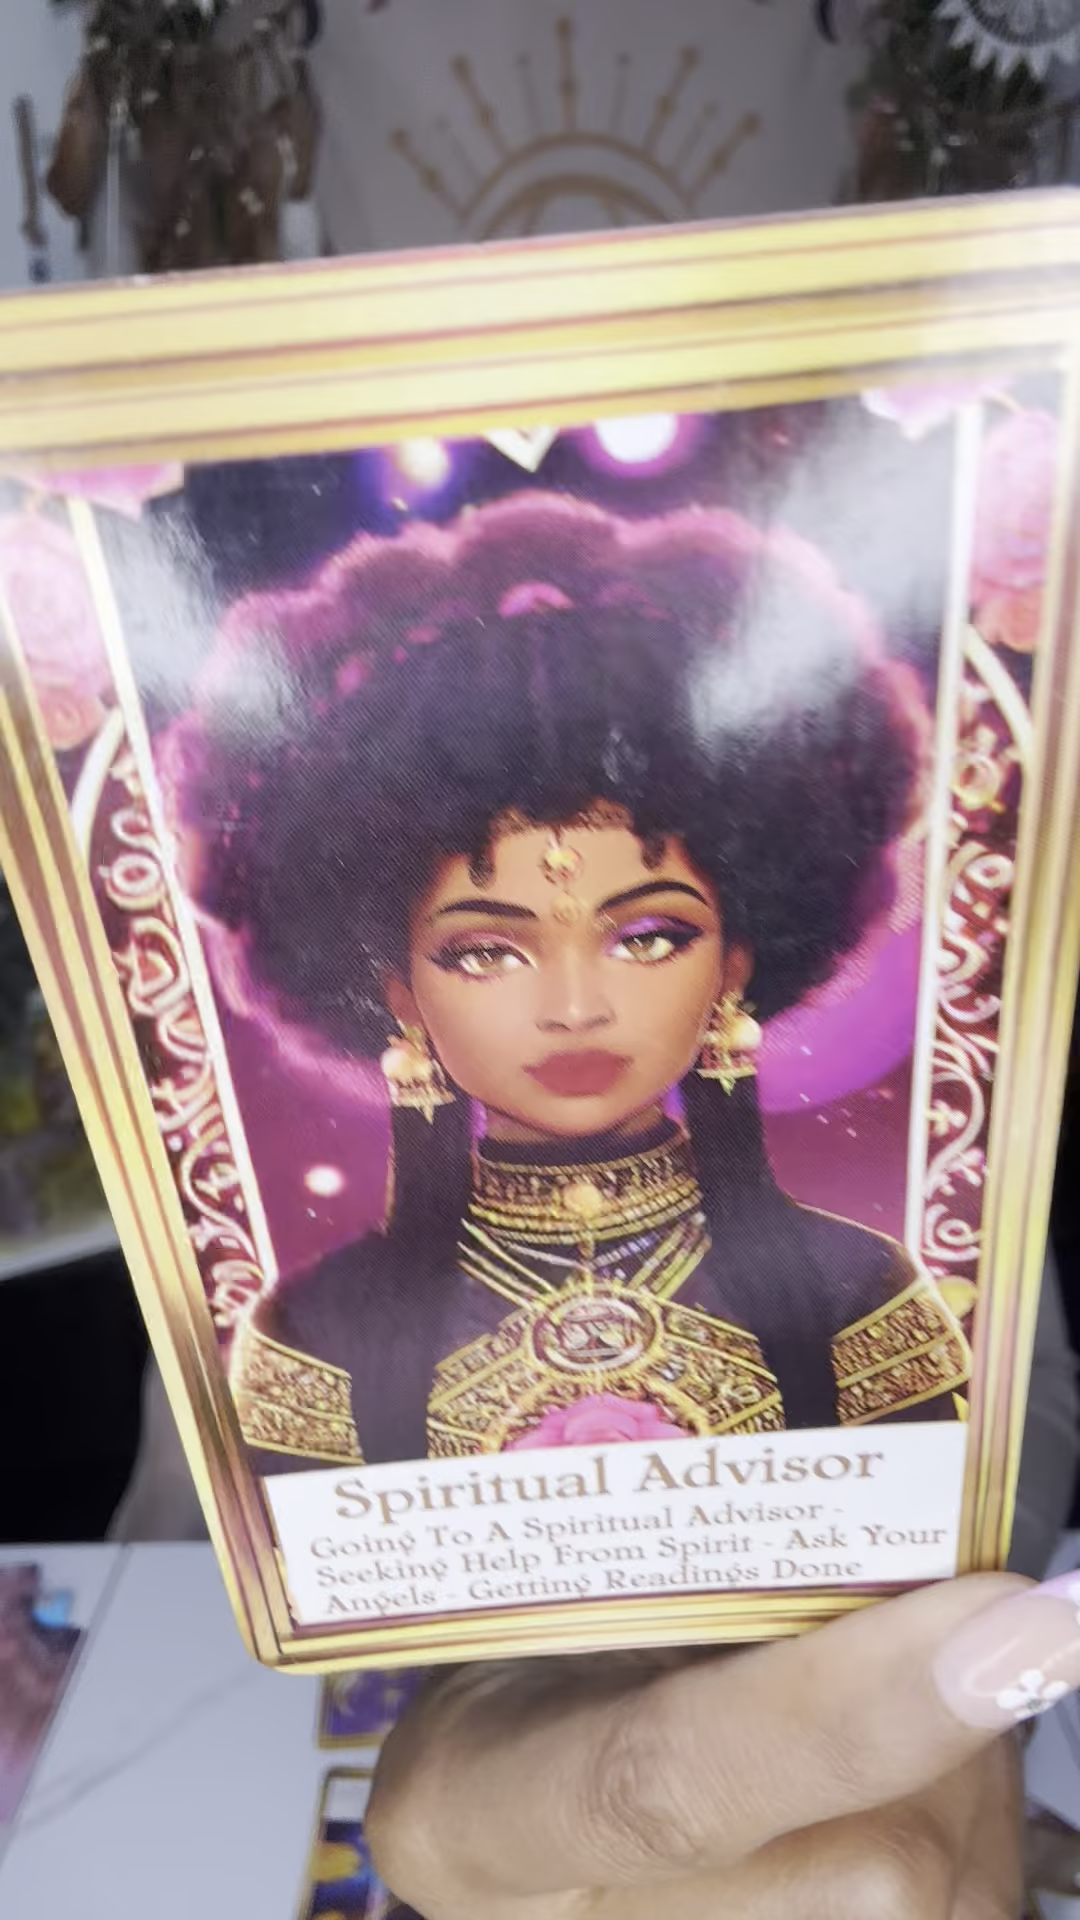 Spiritual Advisor
Going To A Spiritual Advisor -
Seeking Help From Spirit - Ask Your
Angels - Getting Readings Done